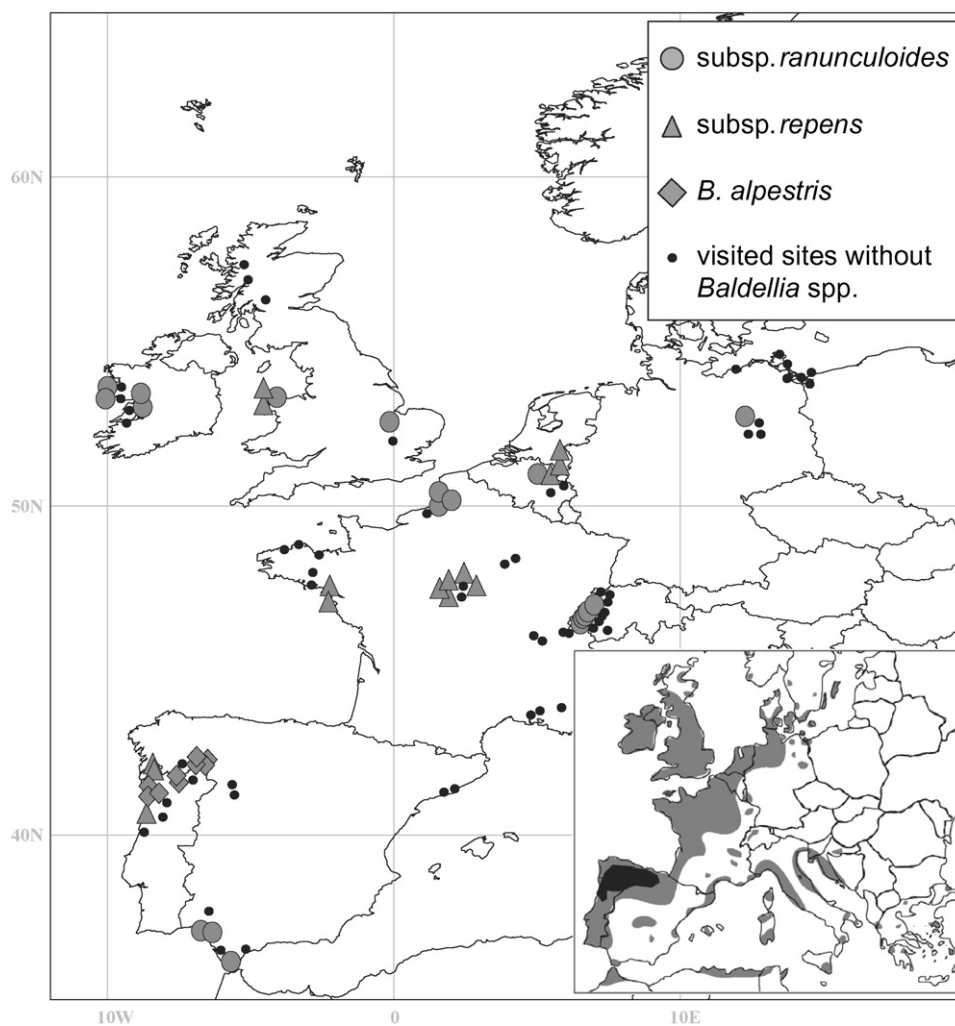 subsp. ranunculoides
subsp. repens
B. alpestris
visited sites without
Baldellia spp.
60N
50N
40N
10W
0
10E